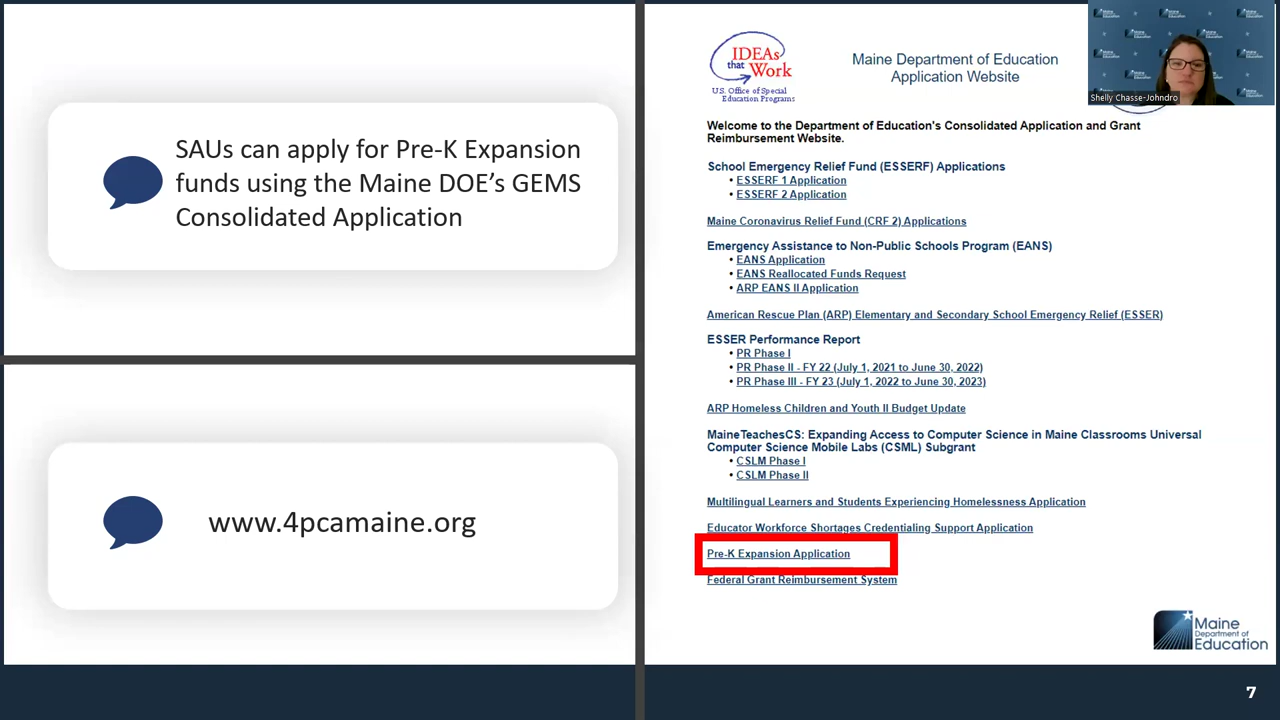 SAUs can apply for Pre-K Expansion
funds using the Maine DOE's GEMS
Consolidated Application
www.4pcamaine.org
IDEAs
that Work
U.S. Office of Special
Education Programs
Maine Department of Education
Application Website
Shelly Chasse-Johndro
Welcome to the Department of Education's Consolidated Application and Grant
Reimbursement Website.
School Emergency Relief Fund (ESSERF) Applications
• ESSERF 1 Application
• ESSERF 2 Application
Maine Coronavirus Relief Fund (CRF 2) Applications
Emergency Assistance to Non-Public Schools Program (EANS)
• EANS Application
• EANS Reallocated Funds Request
• ARP EANS II Application
American Rescue Plan (ARP) Elementary and Secondary School Emergency Relief (ESSER)
ESSER Performance Report
• PR Phase I
• PR Phase II - FY 22 (July 1, 2021 to June 30, 2022)
• PR Phase III - FY 23 (July 1, 2022 to June 30, 2023)
ARP Homeless Children and Youth II Budget Update
MaineTeachesCS: Expanding Access to Computer Science in Maine Classrooms Universal
Computer Science Mobile Labs (CSML) Subgrant
• CSLM Phase I
• CSLM Phase II
Multilingual Learners and Students Experiencing Homelessness Application
Educator Workforce Shortages Credentialing Support Application
Pre-K Expansion Application
Federal Grant Reimbursement System
Maine
Department of
Education
7